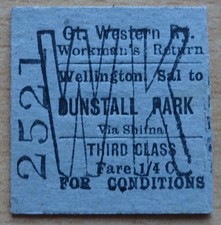 Gt. Western Ry.
Workman's Return
Wellington. Sal to
DUNSTALL PARK
Via Shifnal
THIRD CLASS
Fare 1/4 C.
FOR CONDITIONS
WK
2521